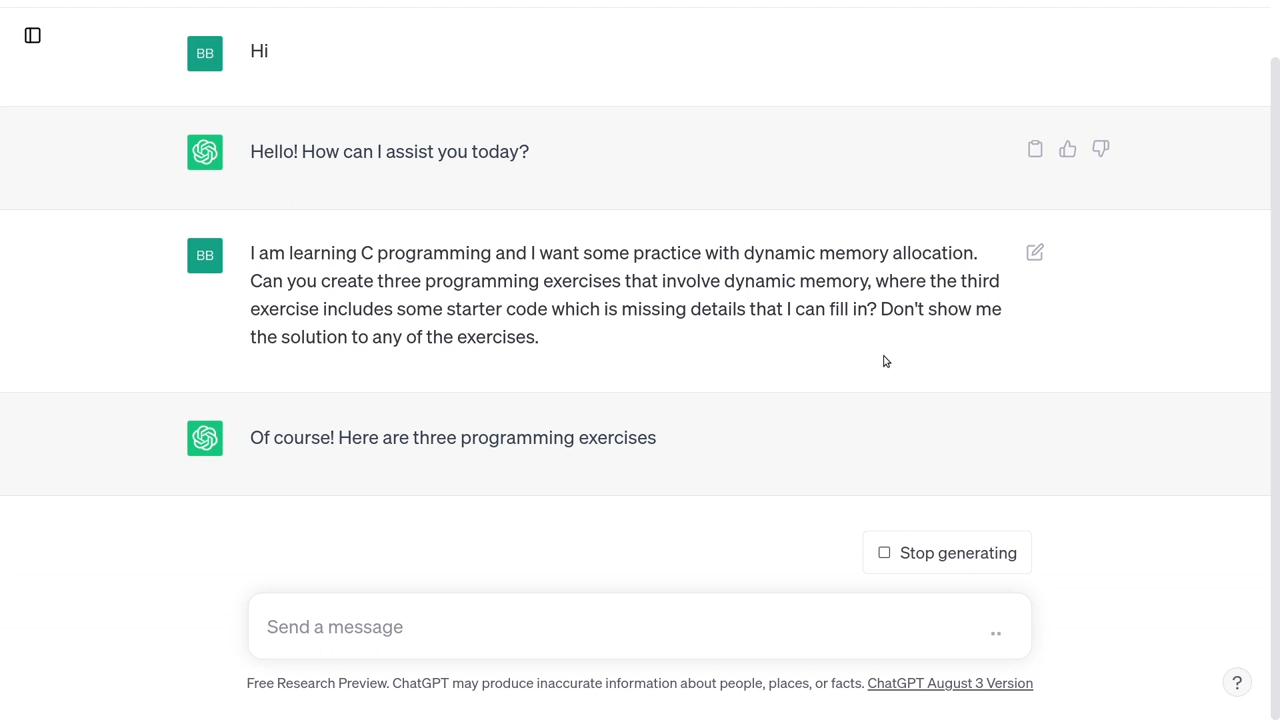 BB
Hi
Hello! How can I assist you today?
BB
I am learning C programming and I want some practice with dynamic memory allocation.
Can you create three programming exercises that involve dynamic memory, where the third
exercise includes some starter code which is missing details that I can fill in? Don't show me
the solution to any of the exercises.
Of course! Here are three programming exercises
Stop generating
Send a message
Free Research Preview. ChatGPT may produce inaccurate information about people, places, or facts. ChatGPT August 3 Version
?